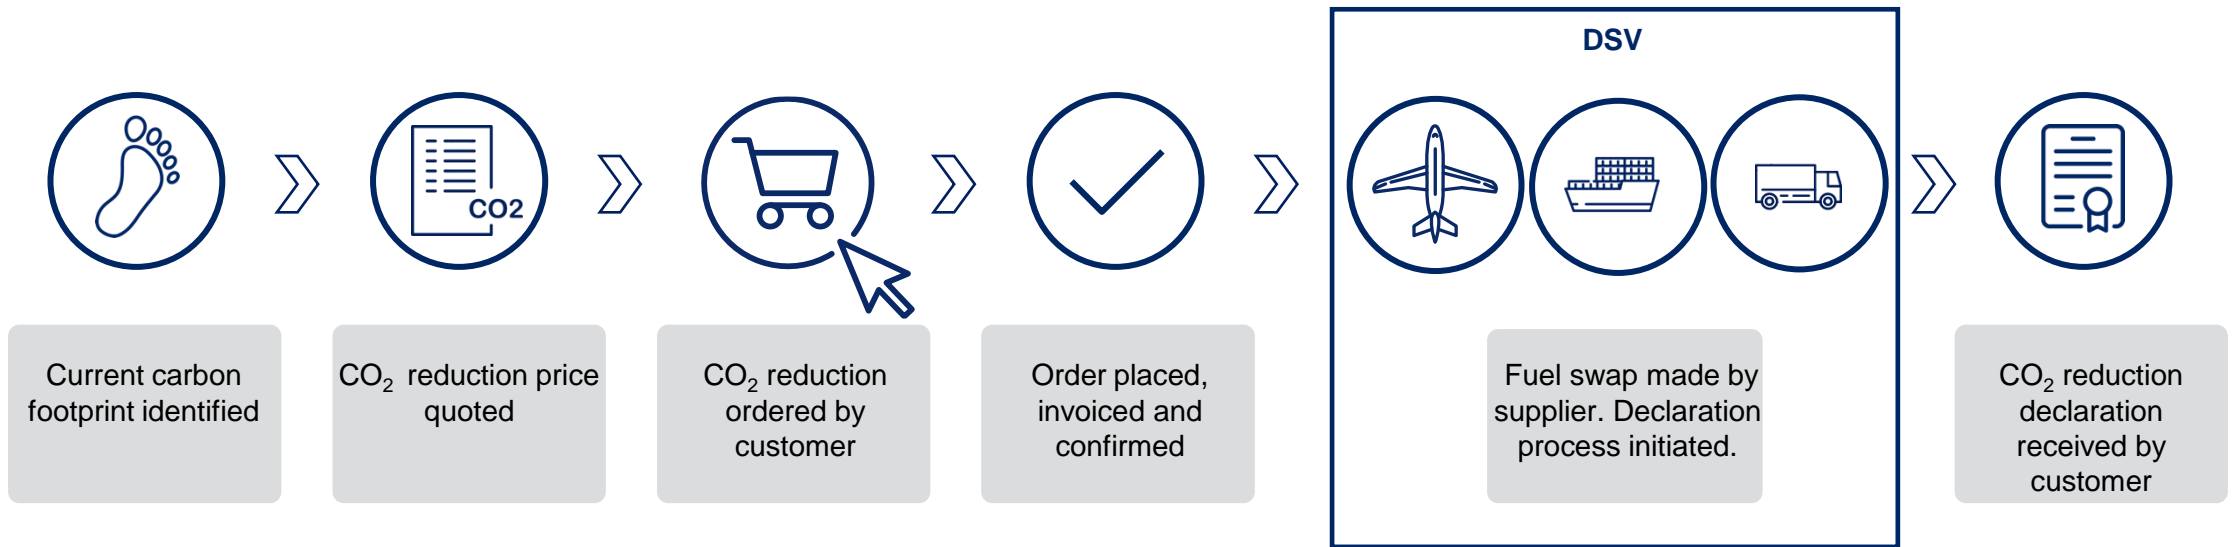 DSV
CO2
Current carbon
footprint identified
CO₂ reduction price
quoted
CO₂ reduction
ordered by
customer
Order placed,
invoiced and
confirmed
Fuel swap made by
supplier. Declaration
process initiated.
CO₂ reduction
declaration
received by
customer